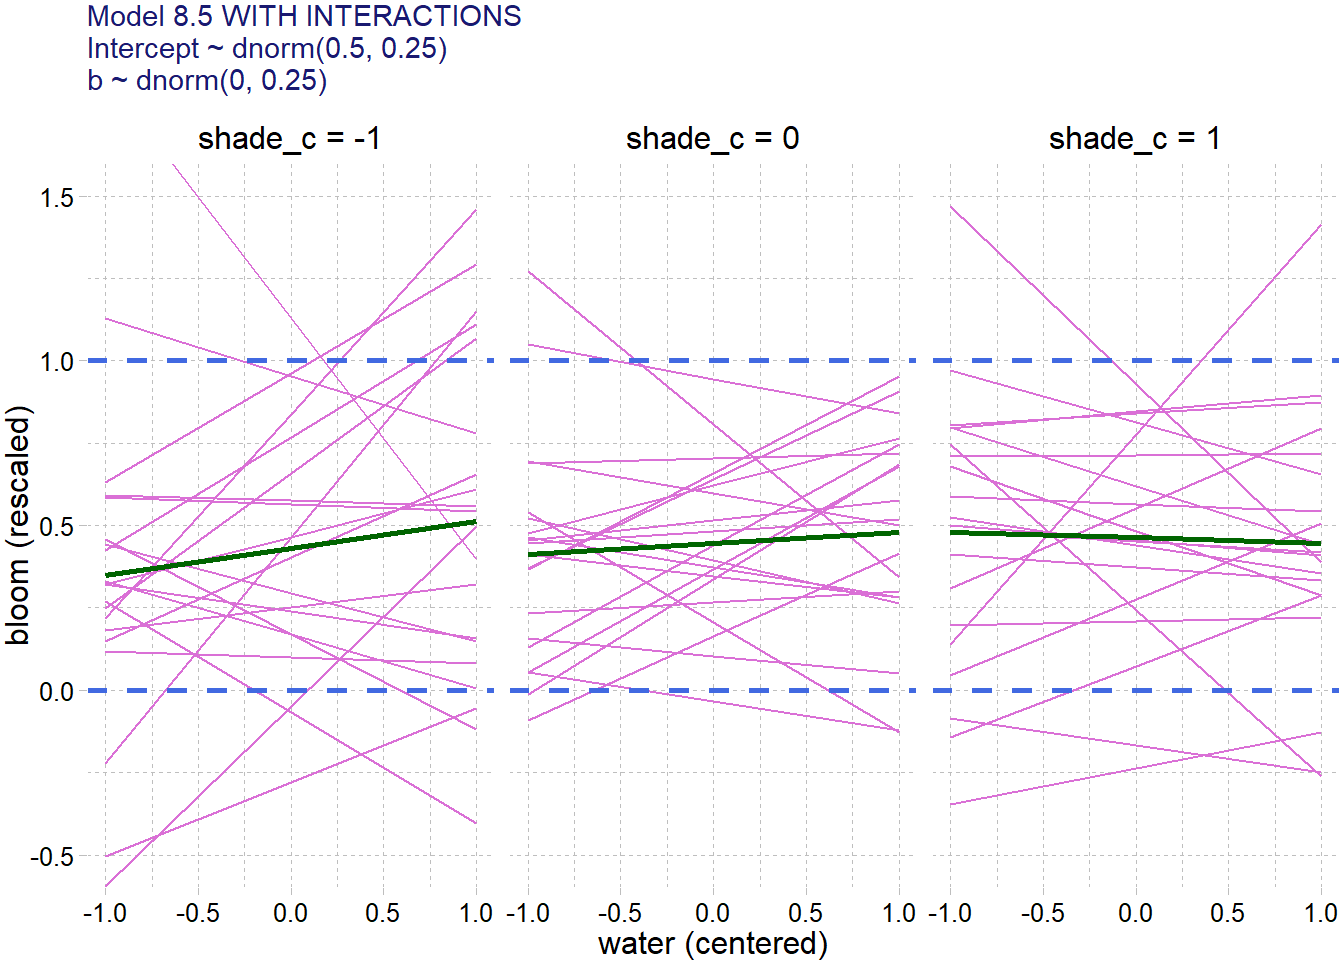 Model 8.5 WITH INTERACTIONS
Intercept ~ dnorm(0.5, 0.25)
b ~ dnorm(0, 0.25)
shade_c = -1
shade_c = 0
shade_c = 1
bloom (rescaled)
1.5
1.0
0.5
0.0
-0.5
-1.0 -0.5 0.0 0.5 1.0
-1.0 -0.5 0.0 0.5 1.0
-1.0 -0.5 0.0 0.5 1.0
water (centered)